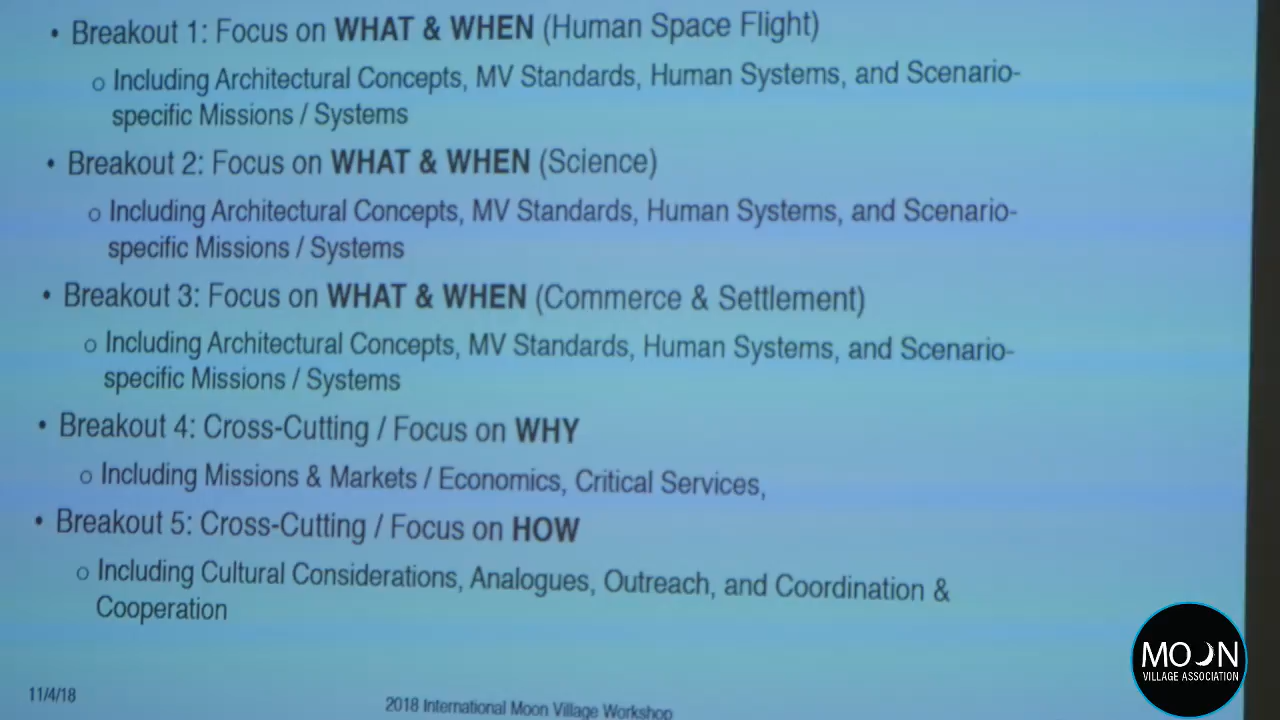 • Breakout 1: Focus on WHAT & WHEN (Human Space Flight)
o Including Architectural Concepts, MV Standards, Human Systems, and Scenario-
specific Missions / Systems
• Breakout 2: Focus on WHAT & WHEN (Science)
o Including Architectural Concepts, MV Standards, Human Systems, and Scenario-
specific Missions / Systems
• Breakout 3: Focus on WHAT & WHEN (Commerce & Settlement)
o Including Architectural Concepts, MV Standards, Human Systems, and Scenario-
specific Missions / Systems
• Breakout 4: Cross-Cutting / Focus on WHY
o Including Missions & Markets / Economics, Critical Services,
• Breakout 5: Cross-Cutting / Focus on HOW
o Including Cultural Considerations, Analogues, Outreach, and Coordination &
Cooperation
11/4/18
2018 International Moon Village Workshop
MOON
VILLAGE ASSOCIATION